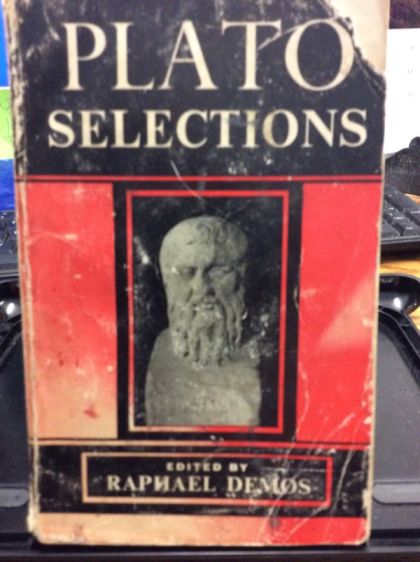 PLATO
SELECTIONS
EDITED BY
RAPHAEL DEMOS